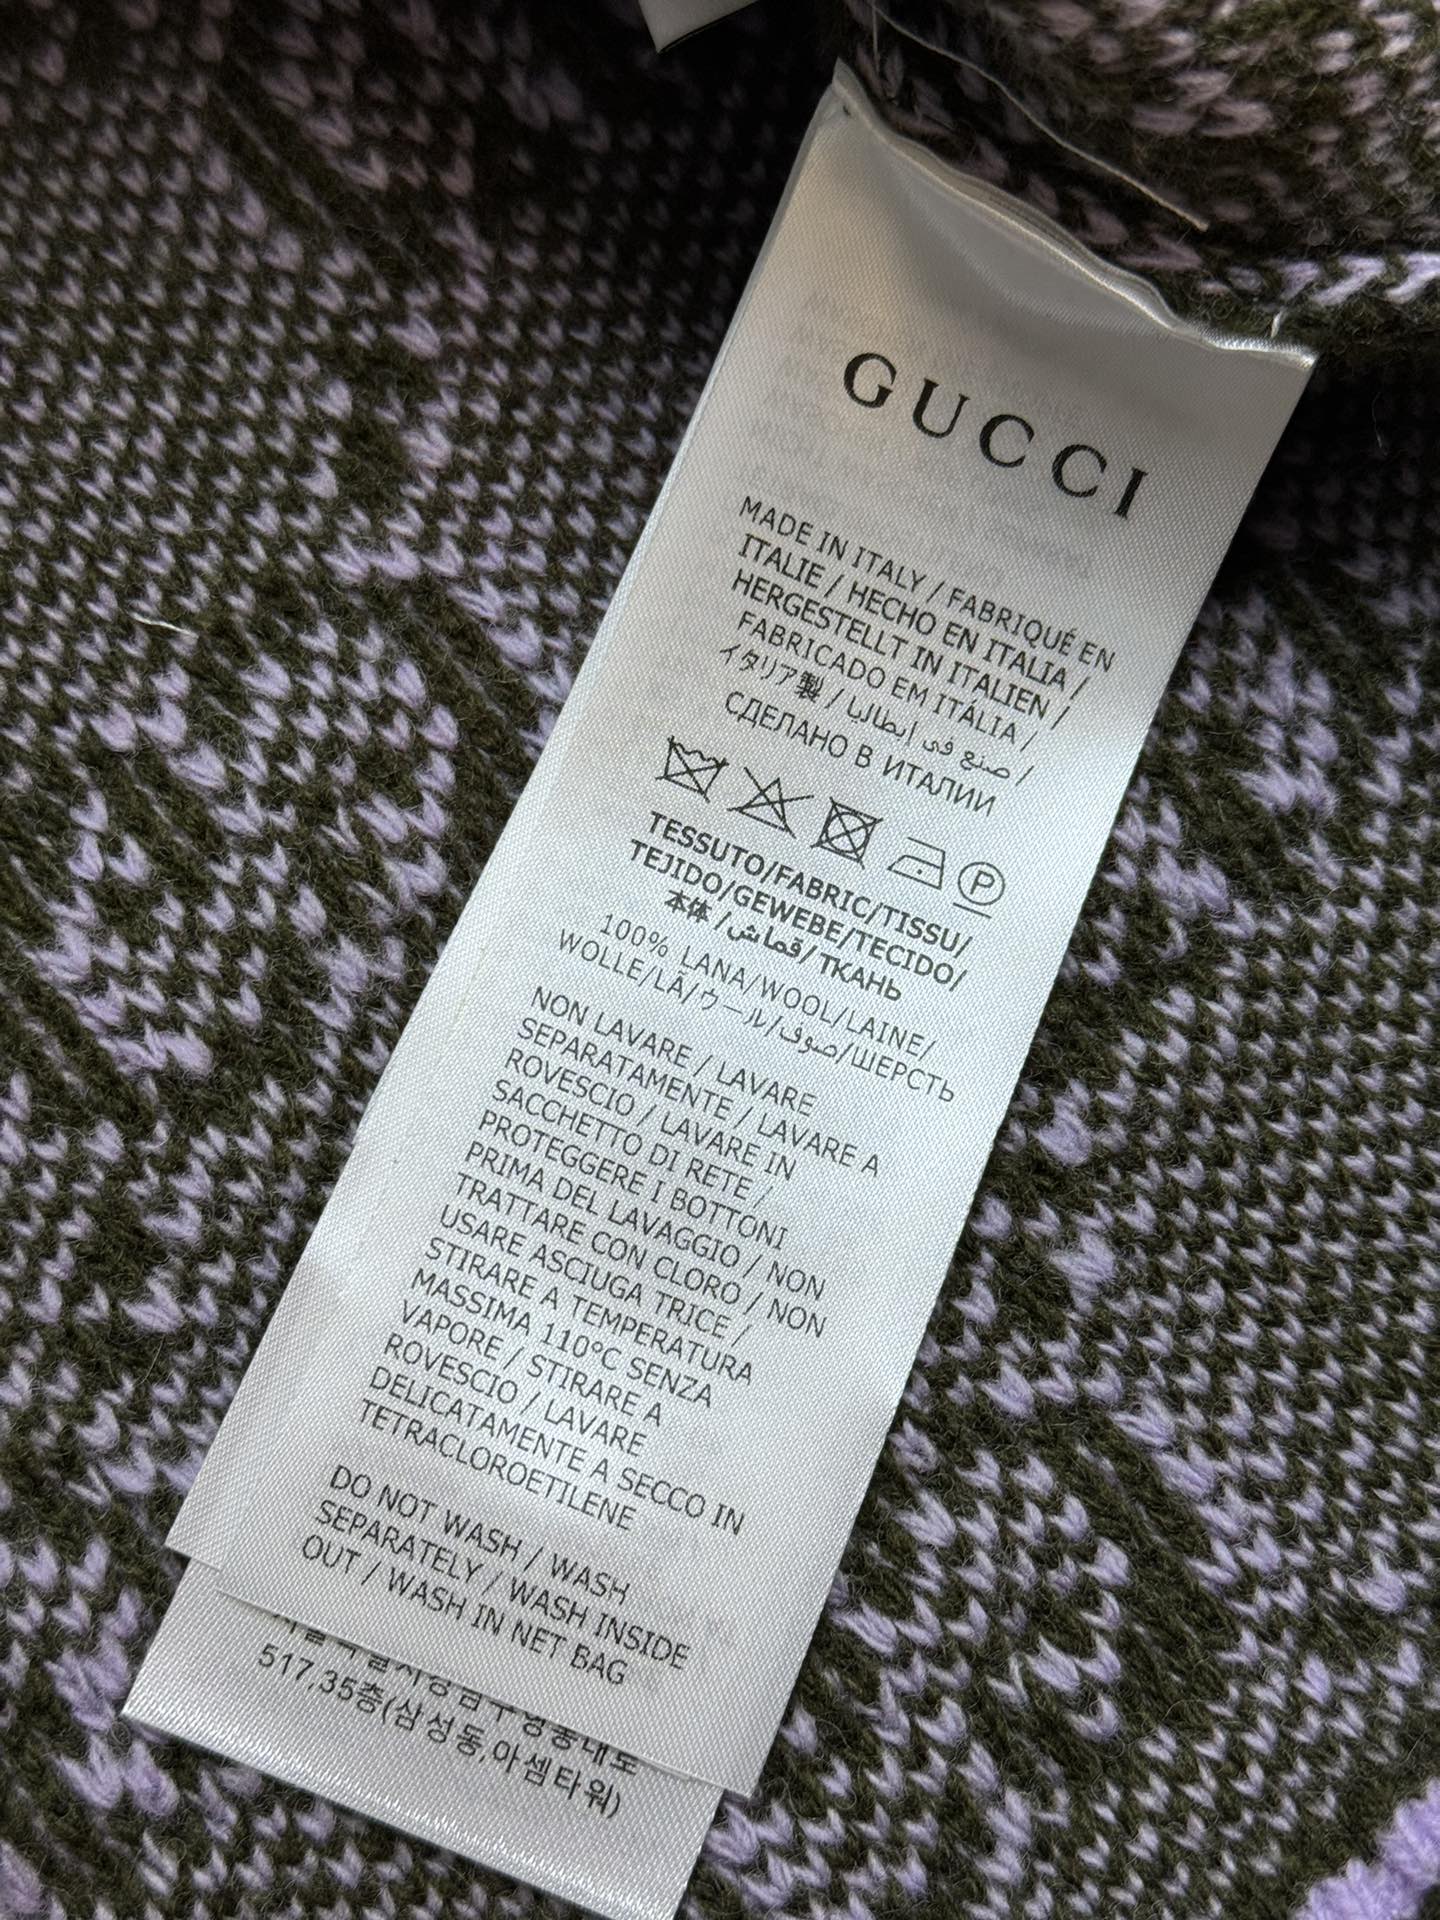 GUCCI
MADE IN ITALY / FABRIQUÉ EN
ITALIE / HECHO EN ITALIA /
HERGESTELLT IN ITALIEN /
FABRICADO EM ITÁLIA /
イタリア製 / صنع في ايطاليا /
СДЕЛАНО В ИТАЛИИ
P
TESSUTO/FABRIC/TISSU/
TEJIDO/GEWEBE/TECIDO/
本体 /قماش/ ТКАНЬ
100% LANA/WOOL/LAINE/
WOLLE/LÃ/ウール/صوف/ШЕРСТЬ
NON LAVARE / LAVARE
SEPARATAMENTE / LAVARE A
ROVESCIO / LAVARE IN
SACCHETTO DI RETE /
PROTEGGERE I BOTTONI
PRIMA DEL LAVAGGIO / NON
TRATTARE CON CLORO / NON
USARE ASCIUGA TRICE /
STIRARE A TEMPERATURA
MASSIMA 110°C SENZA
VAPORE / STIRARE A
ROVESCIO / LAVARE
DELICATAMENTE A SECCO IN
TETRACLOROETILENE
DO NOT WASH / WASH
SEPARATELY / WASH INSIDE
OUT / WASH IN NET BAG
517,35층(삼성동,아셈타워)